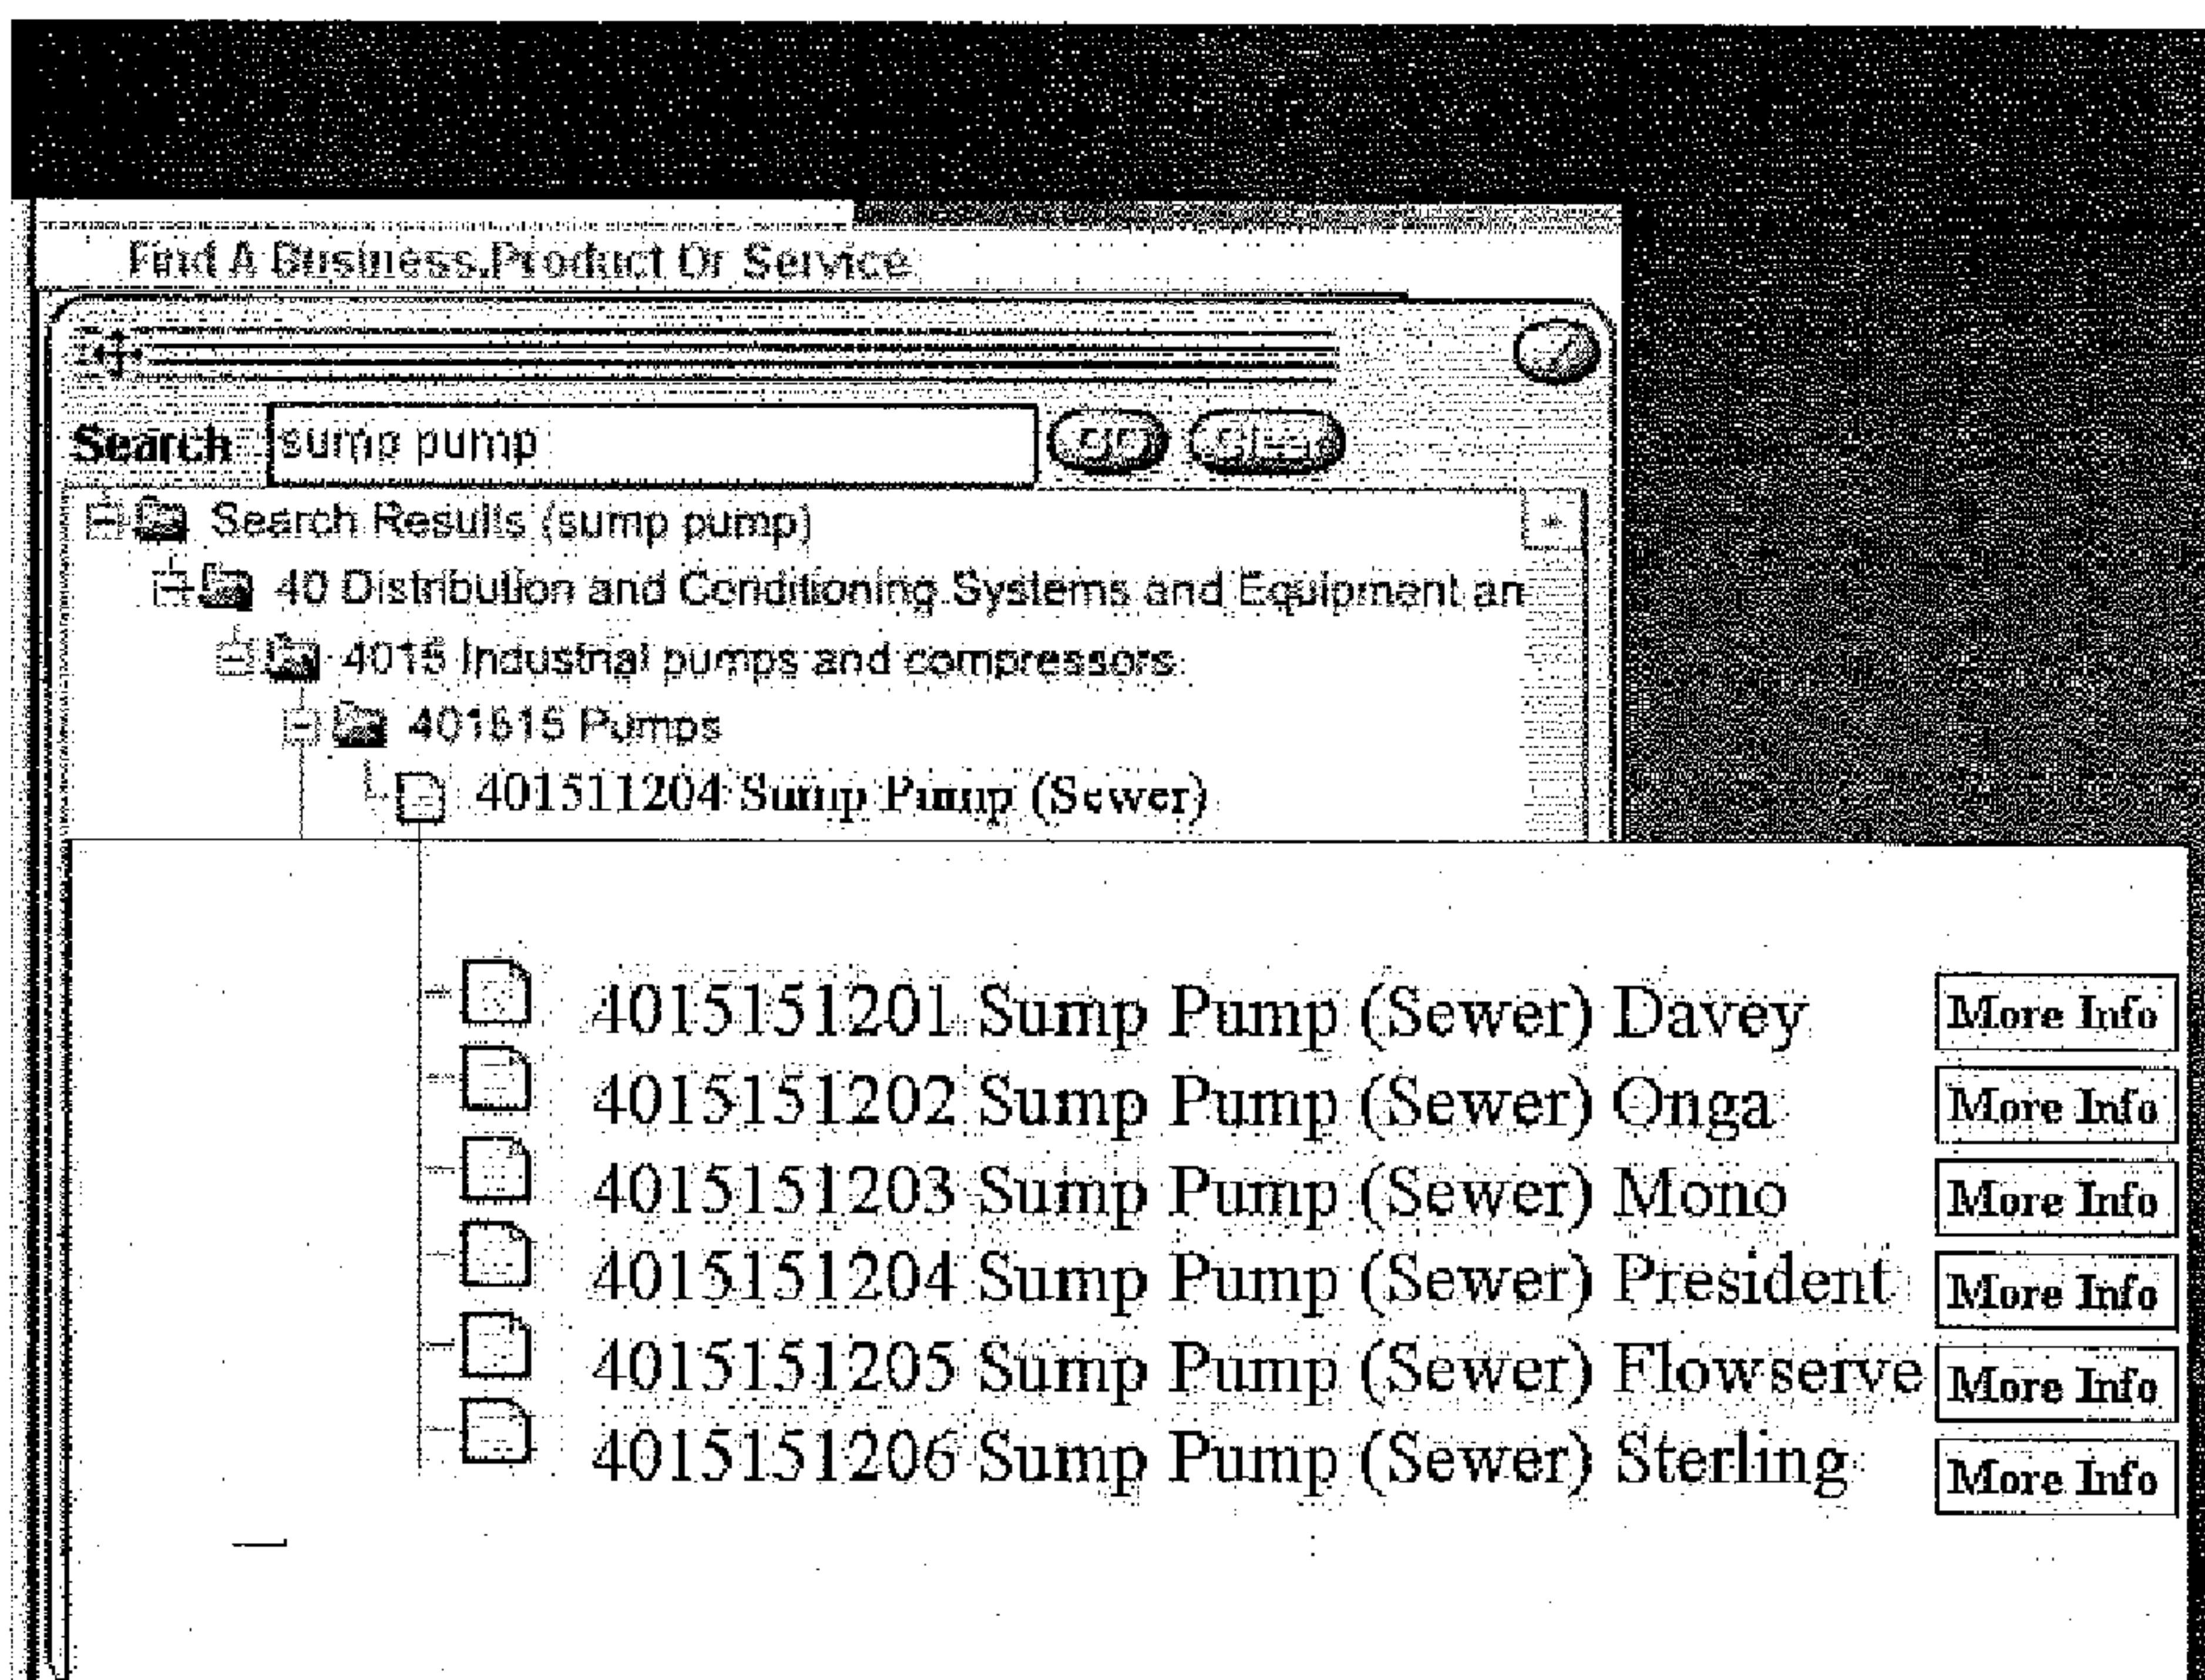 Find A Business,Product Or Service
Search sump pump GO Clear
Search Results (sump pump)
40 Distribution and Conditioning Systems and Equipment an
4015 Industrial pumps and compressors
401515 Pumps
401511204 Sump Pump (Sewer)
4015151201 Sump Pump (Sewer) Davey More Info
4015151202 Sump Pump (Sewer) Onga More Info
4015151203 Sump Pump (Sewer) Mono More Info
4015151204 Sump Pump (Sewer) President More Info
4015151205 Sump Pump (Sewer) Flowserve More Info
4015151206 Sump Pump (Sewer) Sterling More Info